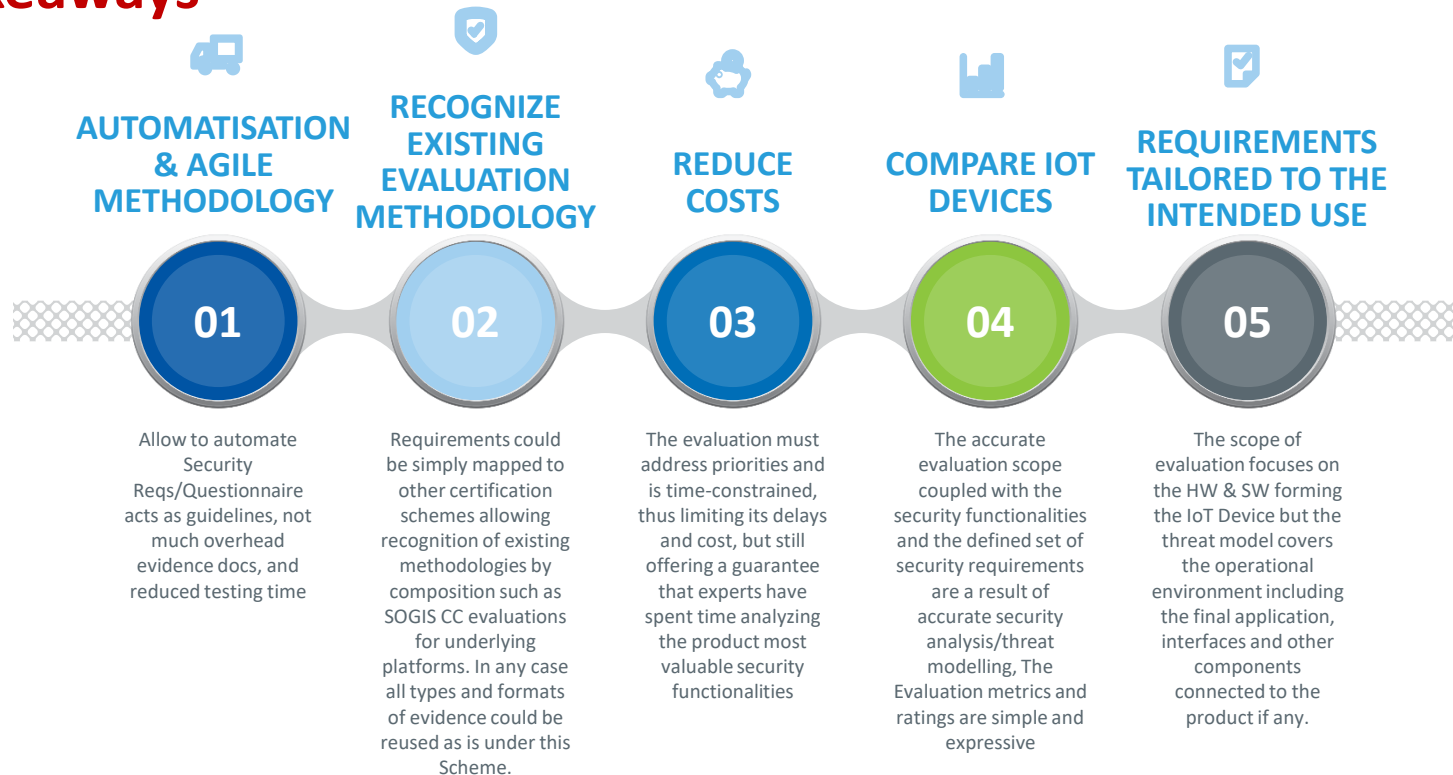 AUTOMATISATION
& AGILE
METHODOLOGY
RECOGNIZE
EXISTING
EVALUATION
METHODOLOGY
REDUCE
COSTS
COMPARE IOT
DEVICES
REQUIREMENTS
TAILORED TO THE
INTENDED USE
01
02
03
04
05
Allow to automate
Security
Reqs/Questionnaire
acts as guidelines, not
much overhead
evidence docs, and
reduced testing time
Requirements could
be simply mapped to
other certification
schemes allowing
recognition of existing
methodologies by
composition such as
SOGIS CC evaluations
for underlying
platforms. In any case
all types and formats
of evidence could be
reused as is under this
Scheme.
The evaluation must
address priorities and
is time-constrained,
thus limiting its delays
and cost, but still
offering a guarantee
that experts have
spent time analyzing
the product most
valuable security
functionalities
The accurate
evaluation scope
coupled with the
security functionalities
and the defined set of
security requirements
are a result of
accurate security
analysis/threat
modelling, The
Evaluation metrics and
ratings are simple and
expressive
The scope of
evaluation focuses on
the HW & SW forming
the IoT Device but the
threat model covers
the operational
environment including
the final application,
interfaces and other
components
connected to the
product if any.